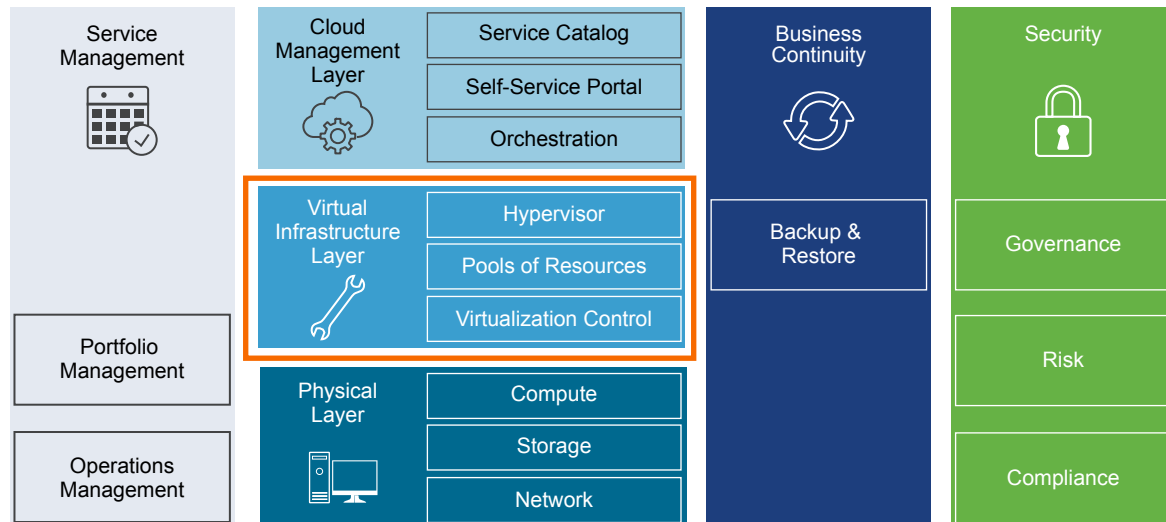 Service
Management
Portfolio
Management
Operations
Management
Cloud
Management
Layer
Service Catalog
Self-Service Portal
Orchestration
Virtual
Infrastructure
Layer
Hypervisor
Pools of Resources
Virtualization Control
Physical
Layer
Compute
Storage
Network
Business
Continuity
Backup &
Restore
Security
Governance
Risk
Compliance